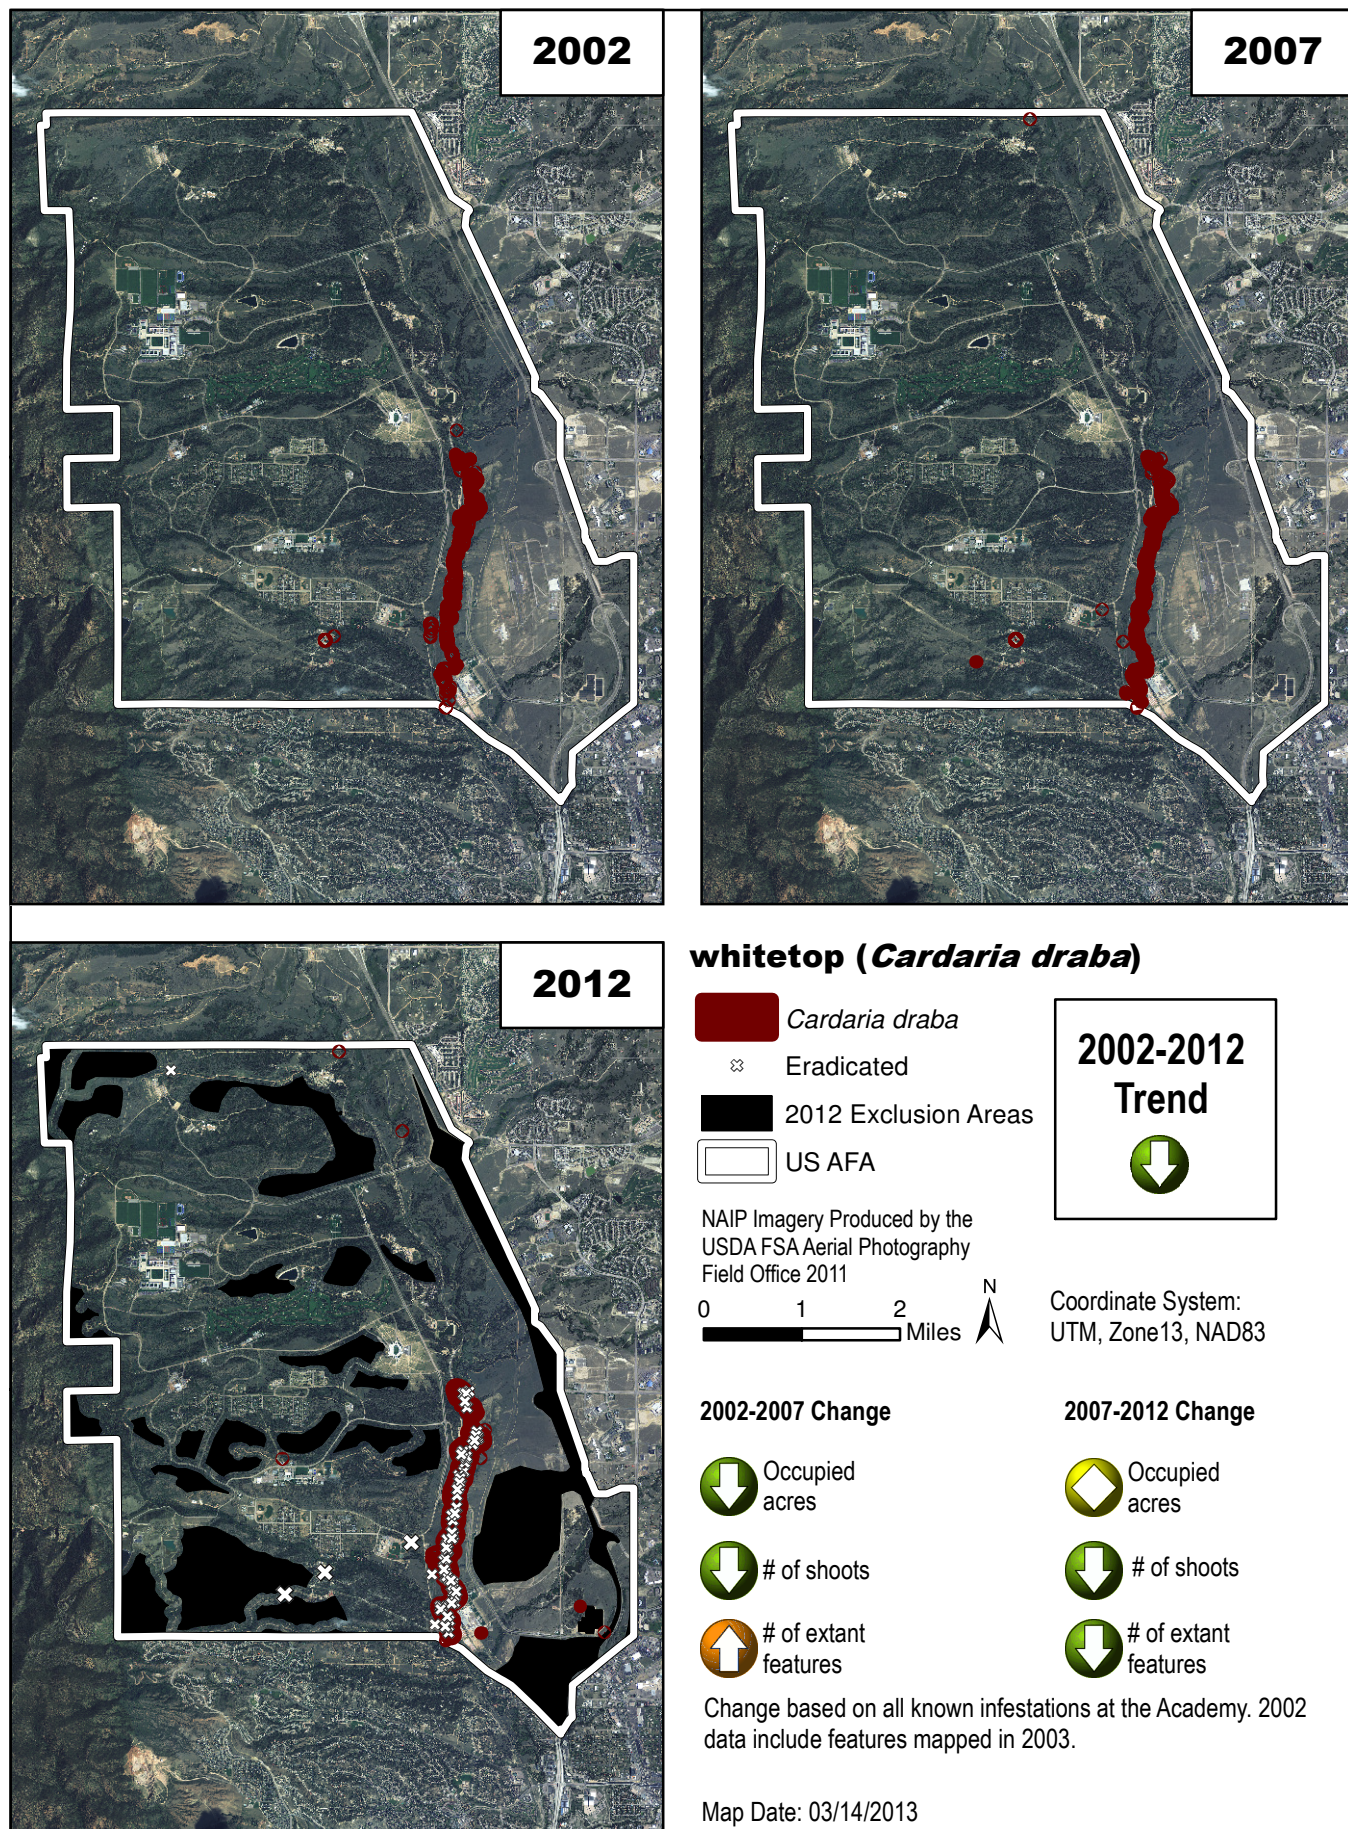 2002
2007
2012
whitetop (Cardaria draba)
Cardaria draba
Eradicated
2012 Exclusion Areas
US AFA
2002-2012
Trend
NAIP Imagery Produced by the
USDA FSA Aerial Photography
Field Office 2011
0 1 2
Miles
N
Coordinate System:
UTM, Zone13, NAD83
2002-2007 Change
Occupied
acres
# of shoots
# of extant
features
2007-2012 Change
Occupied
acres
# of shoots
# of extant
features
Change based on all known infestations at the Academy. 2002
data include features mapped in 2003.
Map Date: 03/14/2013